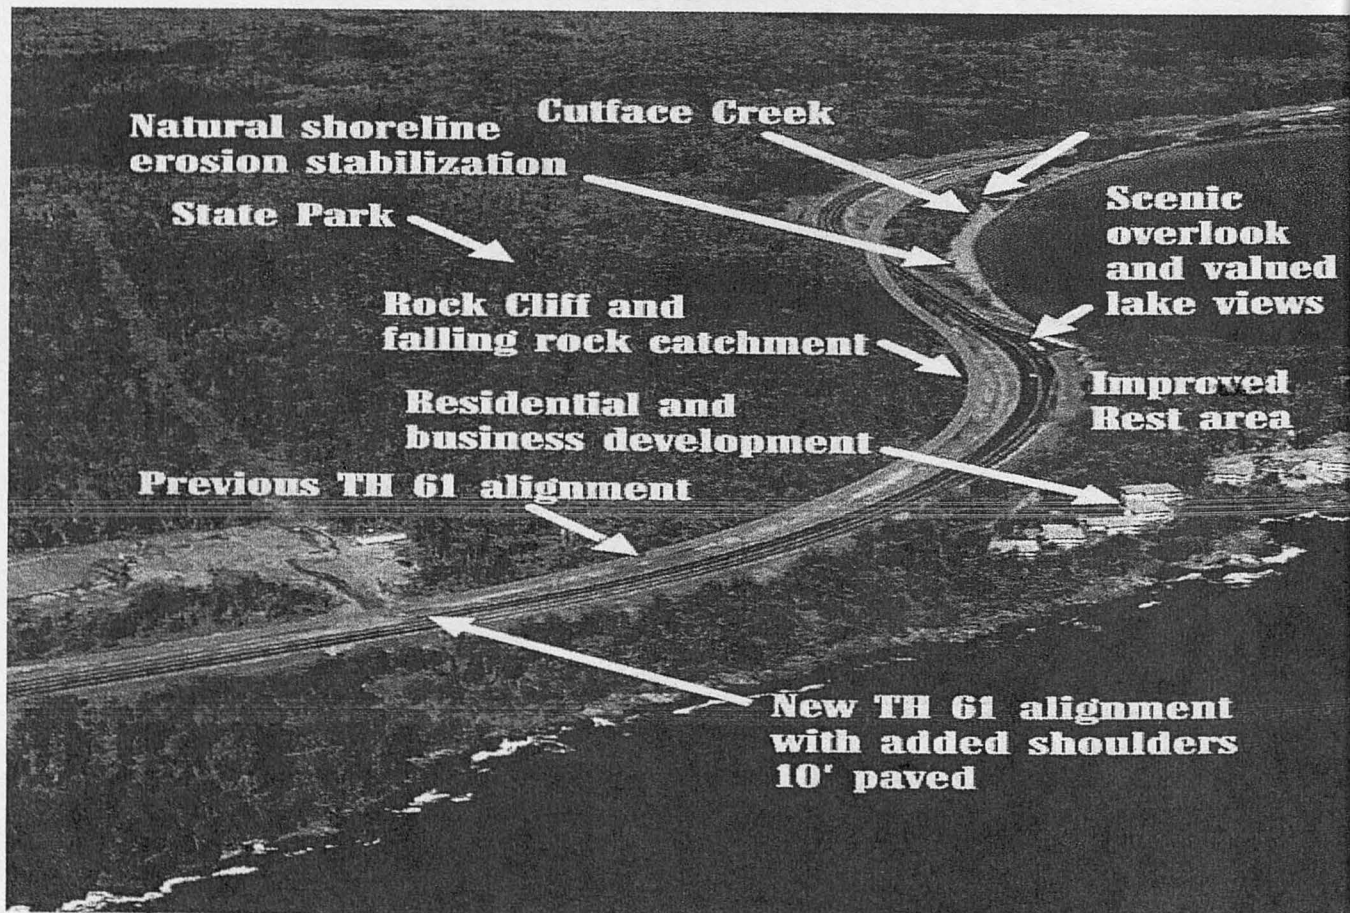 Cutface Creek
Natural shoreline
erosion stabilization
State Park
Scenic
overlook
and valued
lake views
Rock Cliff and
falling rock catchment
Improved
Rest area
Residential and
business development
Previous TH 61 alignment
New TH 61 alignment
with added shoulders
10' paved